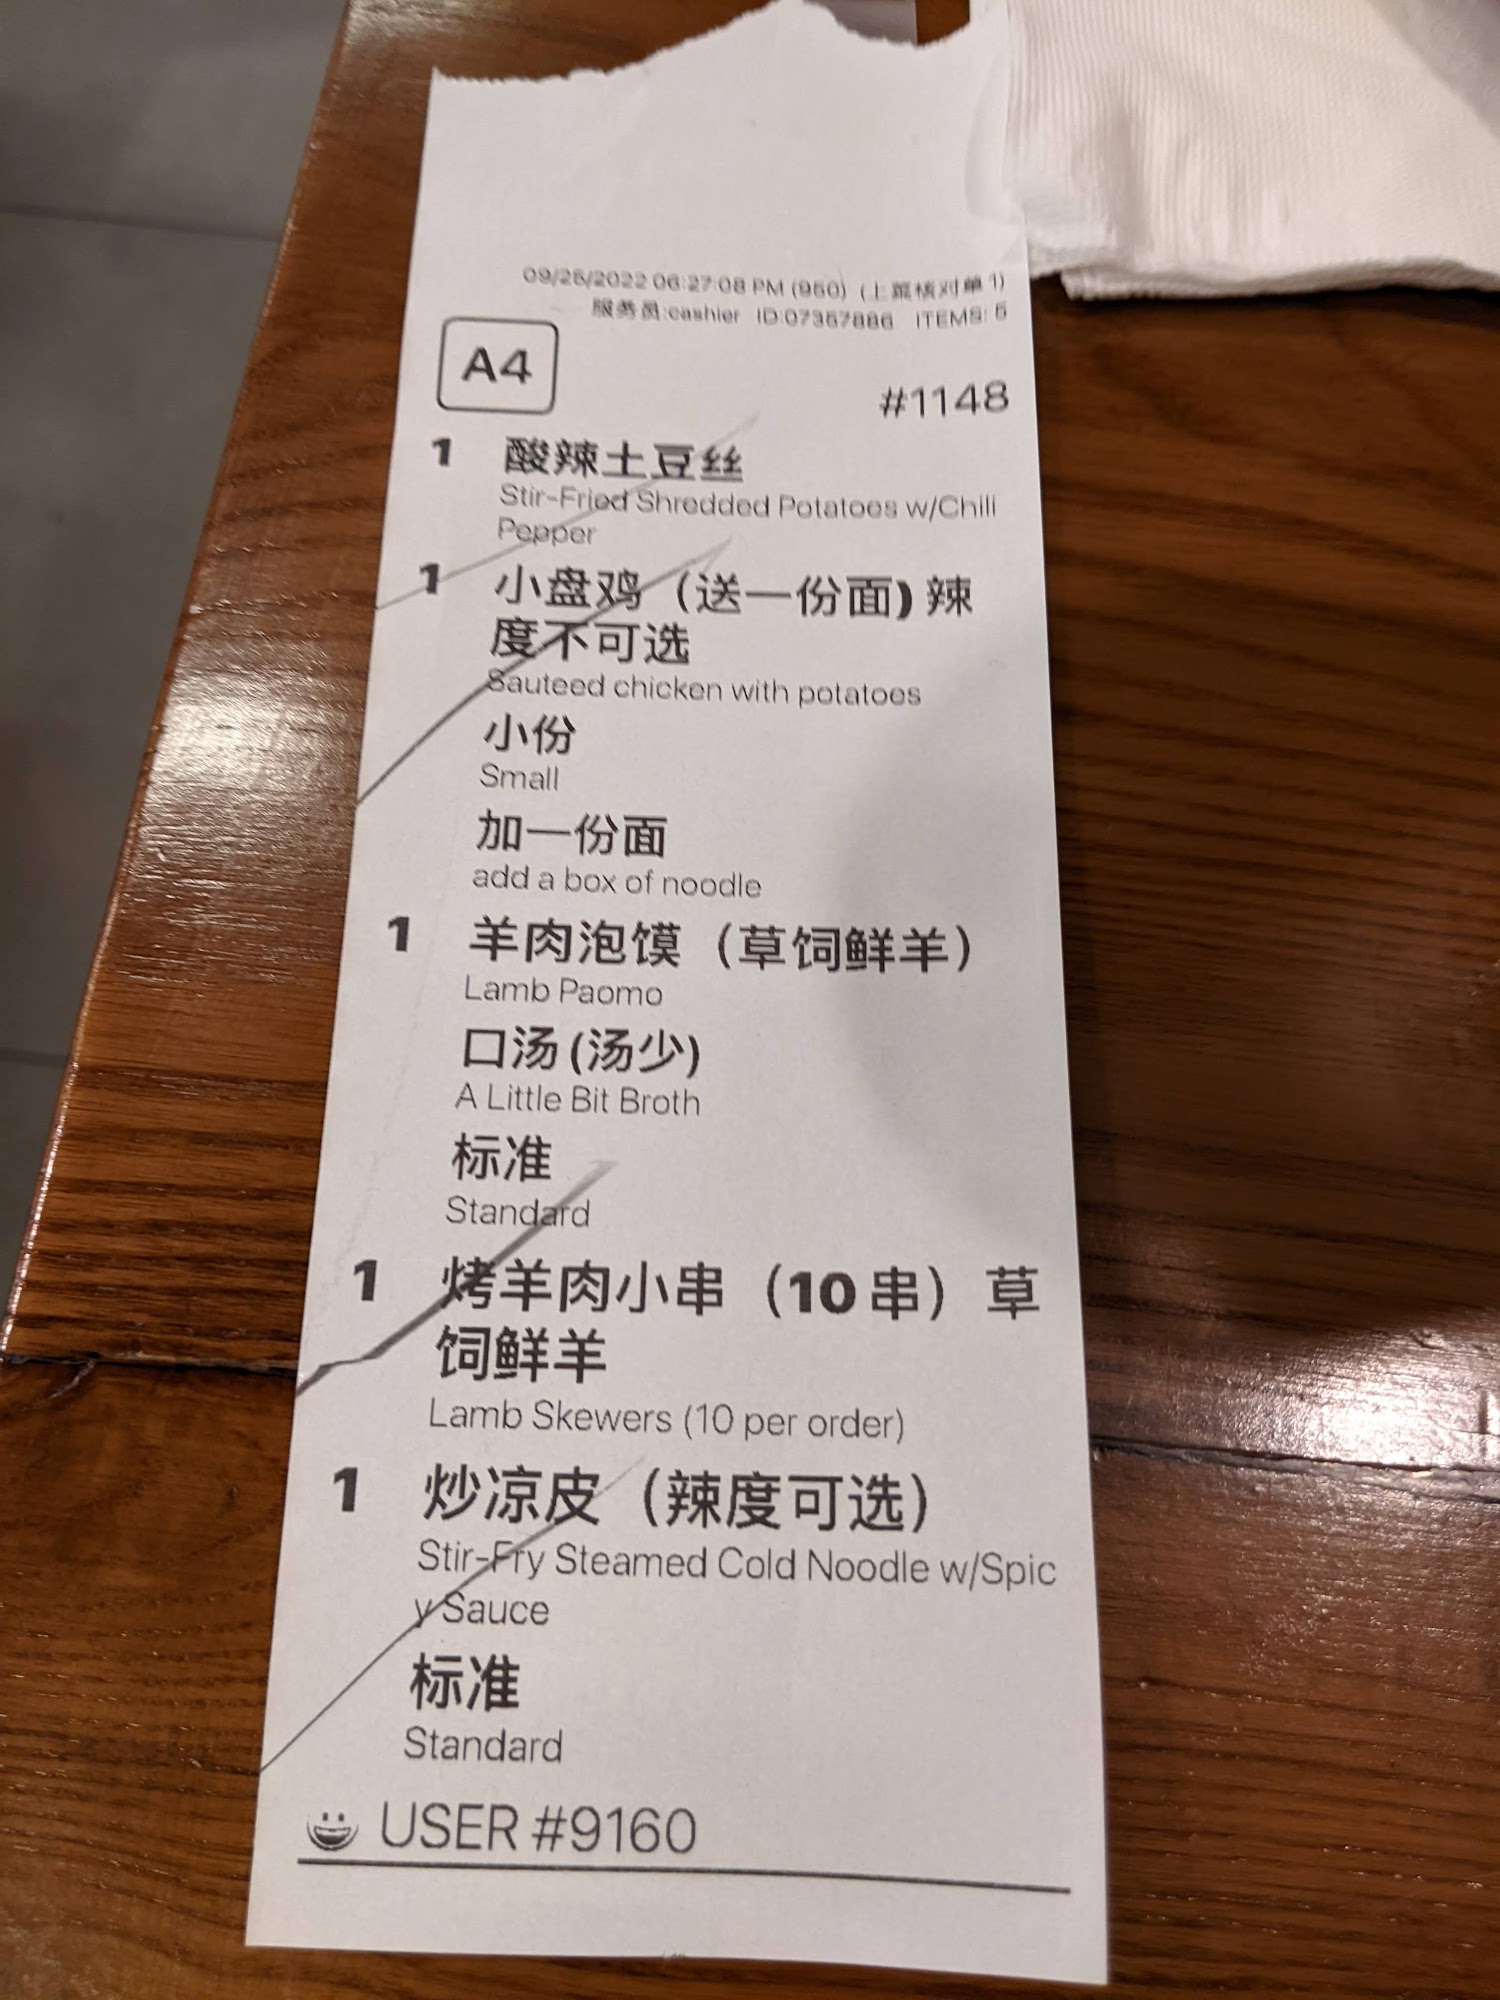 09/25/2022 06:27:08 PM (950) (上菜核对单1)
服务员:cashier ID:07357886 ITEMS: 5
A4
#1148
1 酸辣土豆丝
Stir-Fried Shredded Potatoes w/Chili
Pepper
1 小盘鸡（送一份面) 辣
度不可选
Sauteed chicken with potatoes
小份
Small
加一份面
add a box of noodle
1 羊肉泡馍（草饲鲜羊）
Lamb Paomo
口汤 (汤少)
A Little Bit Broth
标准
Standard
1 烤羊肉小串（10 串）草
饲鲜羊
Lamb Skewers (10 per order)
1 炒凉皮（辣度可选）
Stir-Fry Steamed Cold Noodle w/Spic
y Sauce
标准
Standard
USER #9160